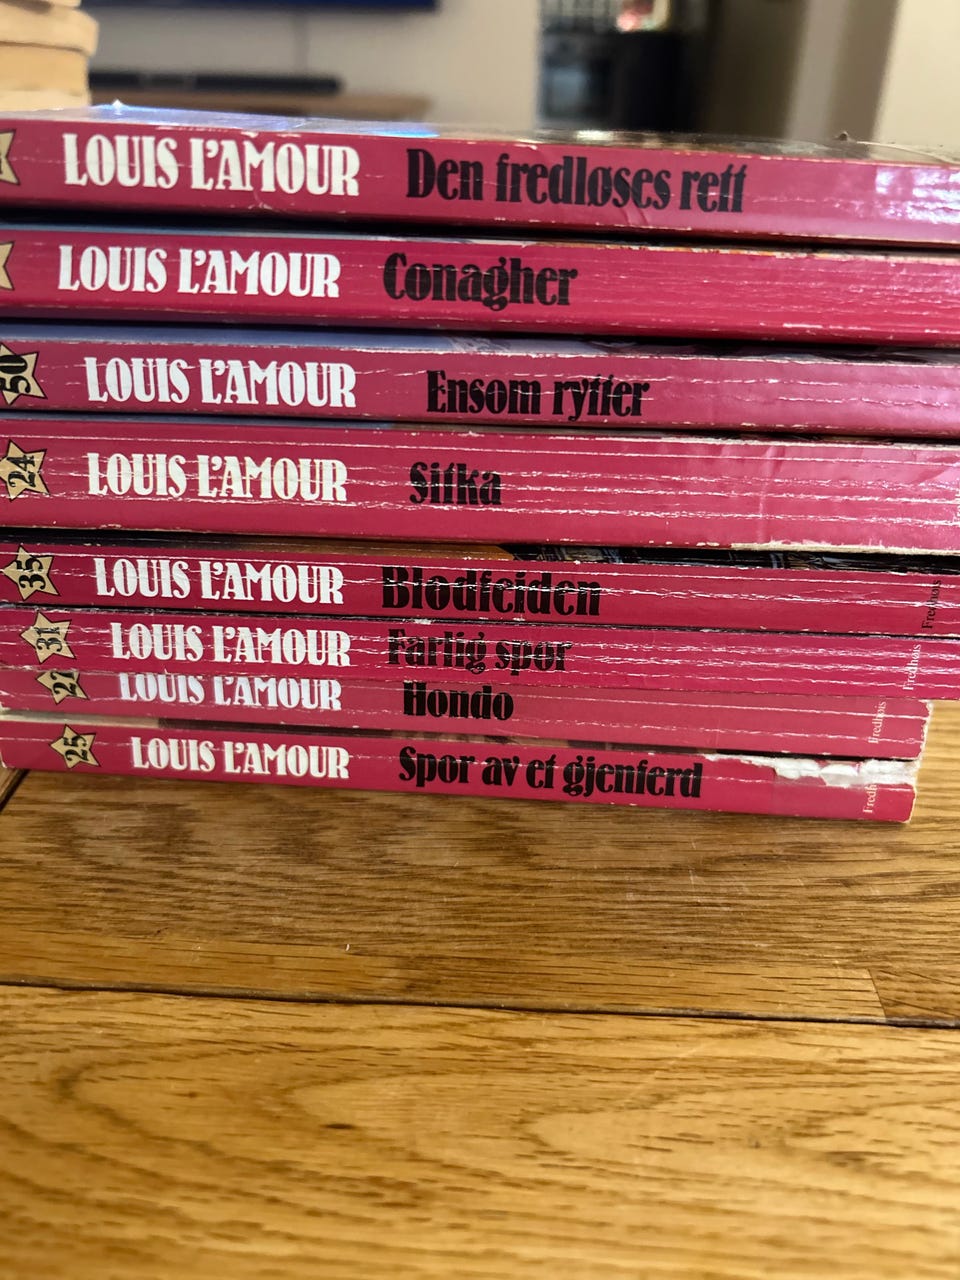 LOUIS L'AMOUR Den fredløses rett
LOUIS L'AMOUR Conagher
50 LOUIS L'AMOUR Ensom rytter
24 LOUIS L'AMOUR Sitka
35 LOUIS L'AMOUR Blodfeiden Fredhøis
31 LOUIS L'AMOUR Farlig spor Fredhøis
27 LOUIS L'AMOUR Hondo Fredhøis
25 LOUIS L'AMOUR Spor av et gjenferd